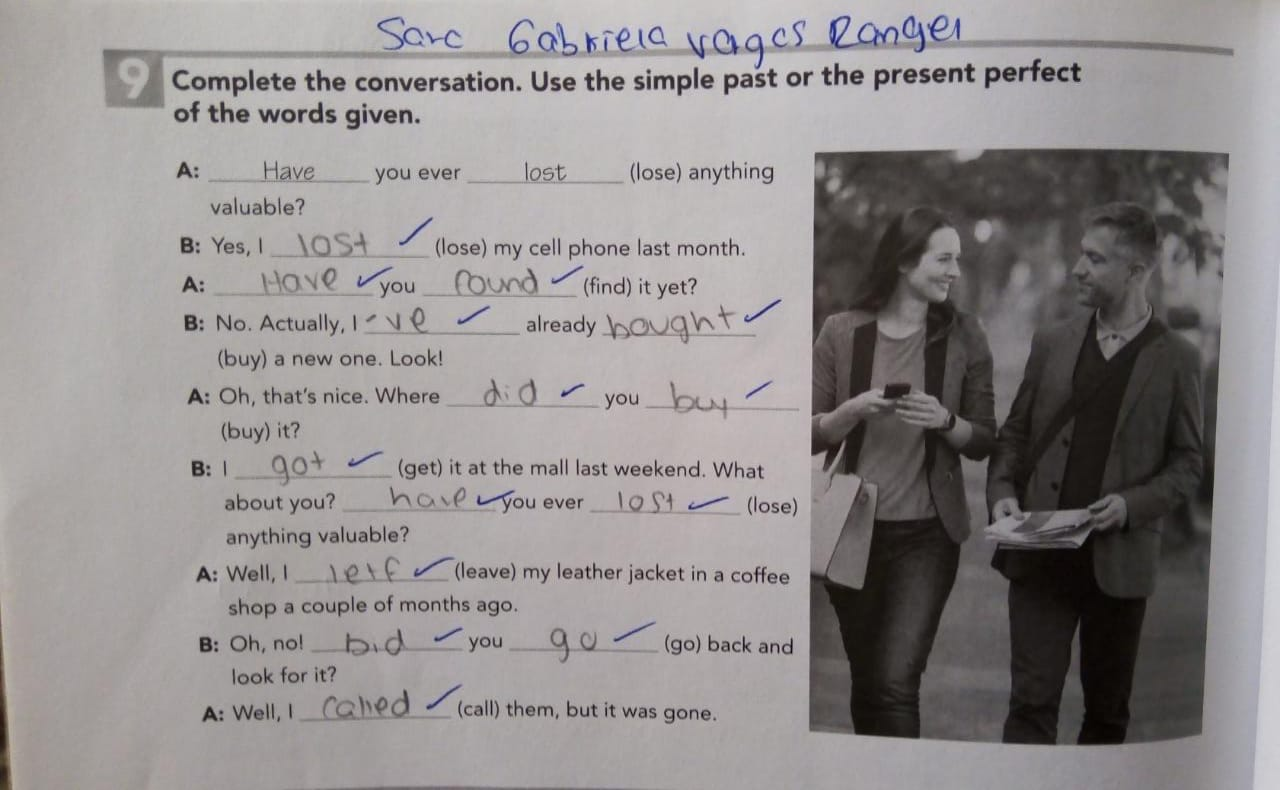 Sara Gabriela vargas Rangel
9 Complete the conversation. Use the simple past or the present perfect
of the words given.
A: Have you ever lost (lose) anything
valuable?
B: Yes, I lost (lose) my cell phone last month.
A: Have you found (find) it yet?
B: No. Actually, I 've already bought
(buy) a new one. Look!
A: Oh, that's nice. Where did you buy
(buy) it?
B: I got (get) it at the mall last weekend. What
about you? have you ever lost (lose)
anything valuable?
A: Well, I letf (leave) my leather jacket in a coffee
shop a couple of months ago.
B: Oh, no! bid you go (go) back and
look for it?
A: Well, I called (call) them, but it was gone.